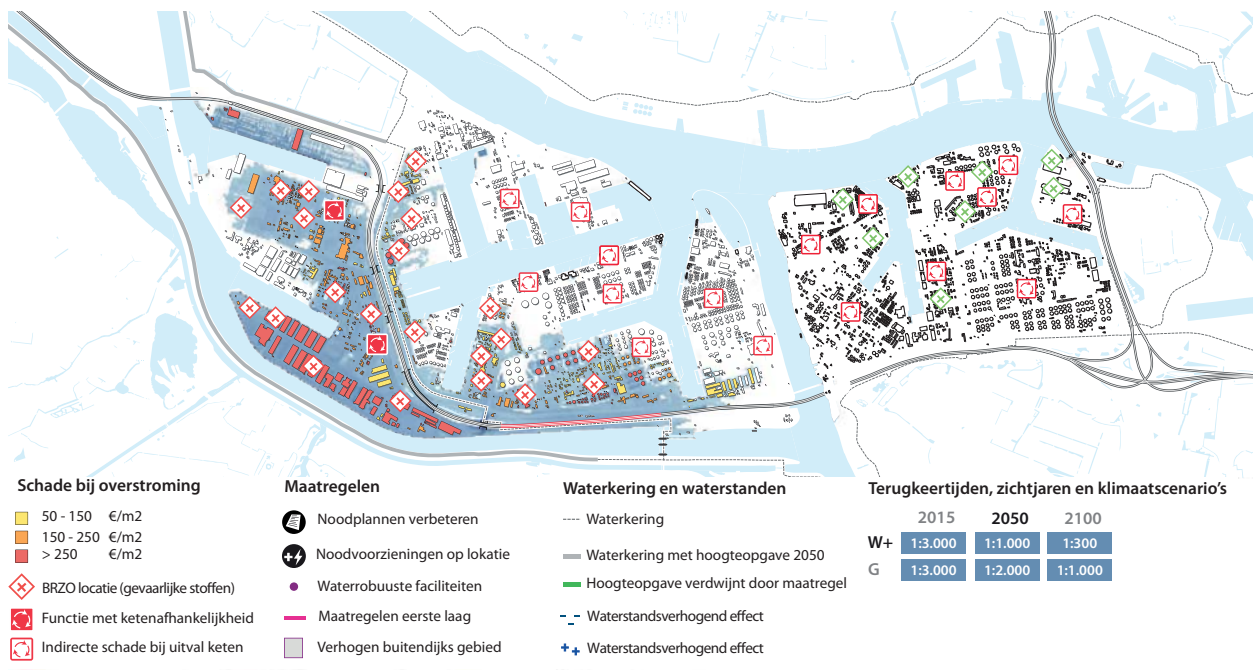 Schade bij overstroming
50 - 150 €/m2
150 - 250 €/m2
> 250 €/m2
BRZO locatie (gevaarlijke stoffen)
Functie met ketenafhankelijkheid
Indirecte schade bij uitval keten
Maatregelen
Noodplannen verbeteren
Noodvoorzieningen op lokatie
Waterrobuuste faciliteiten
Maatregelen eerste laag
Verhogen buitendijks gebied
Waterkering en waterstanden
Waterkering
Waterkering met hoogteopgave 2050
Hoogteopgave verdwijnt door maatregel
Waterstandsverhogend effect
Waterstandsverhogend effect
Terugkeertijden, zichtjaren en klimaatscenario's
2015 2050 2100
W+ 1:3.000 1:1.000 1:300
G 1:3.000 1:2.000 1:1.000